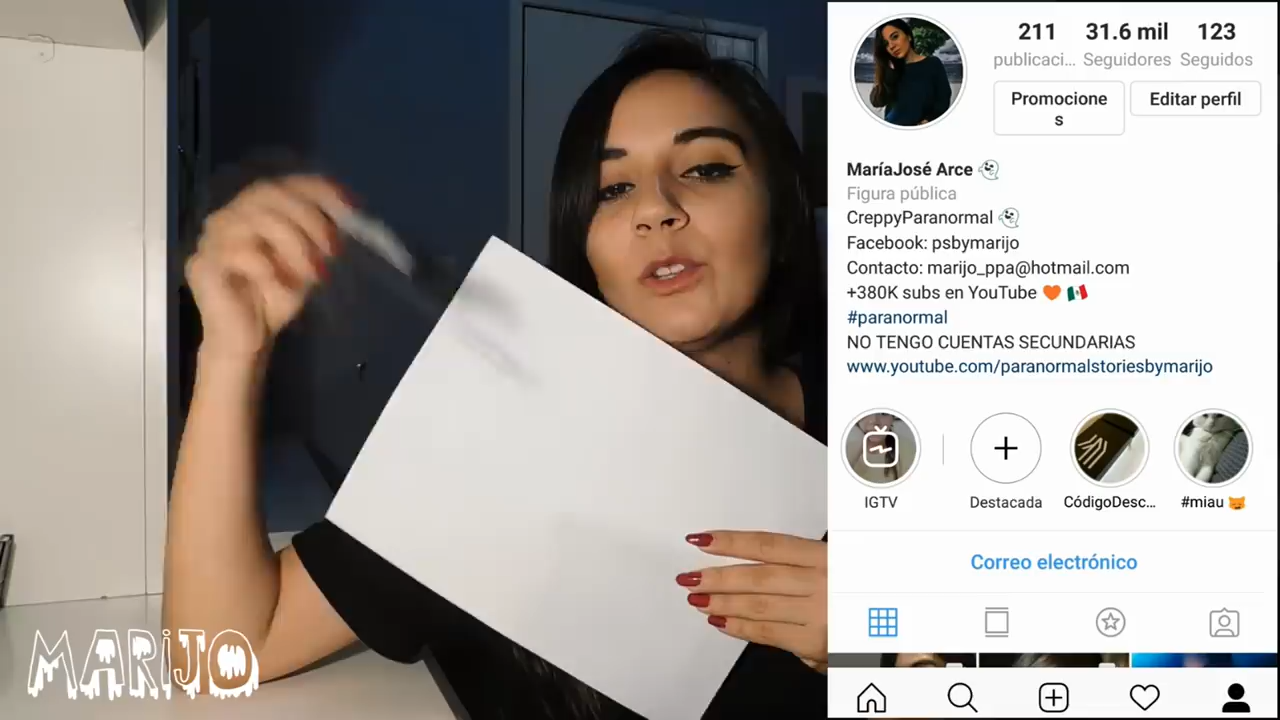 211 31.6 mil 123
publicaci... Seguidores Seguidos
Promocione
s
Editar perfil
MaríaJosé Arce 👻
Figura pública
CreppyParanormal 👻
Facebook: psbymarijo
Contacto: marijo_ppa@hotmail.com
+380K subs en YouTube 🧡 🇲🇽
#paranormal
NO TENGO CUENTAS SECUNDARIAS
www.youtube.com/paranormalstoriesbymarijo
IGTV Destacada CódigoDesc... #miau 😼
Correo electrónico
MARiJO